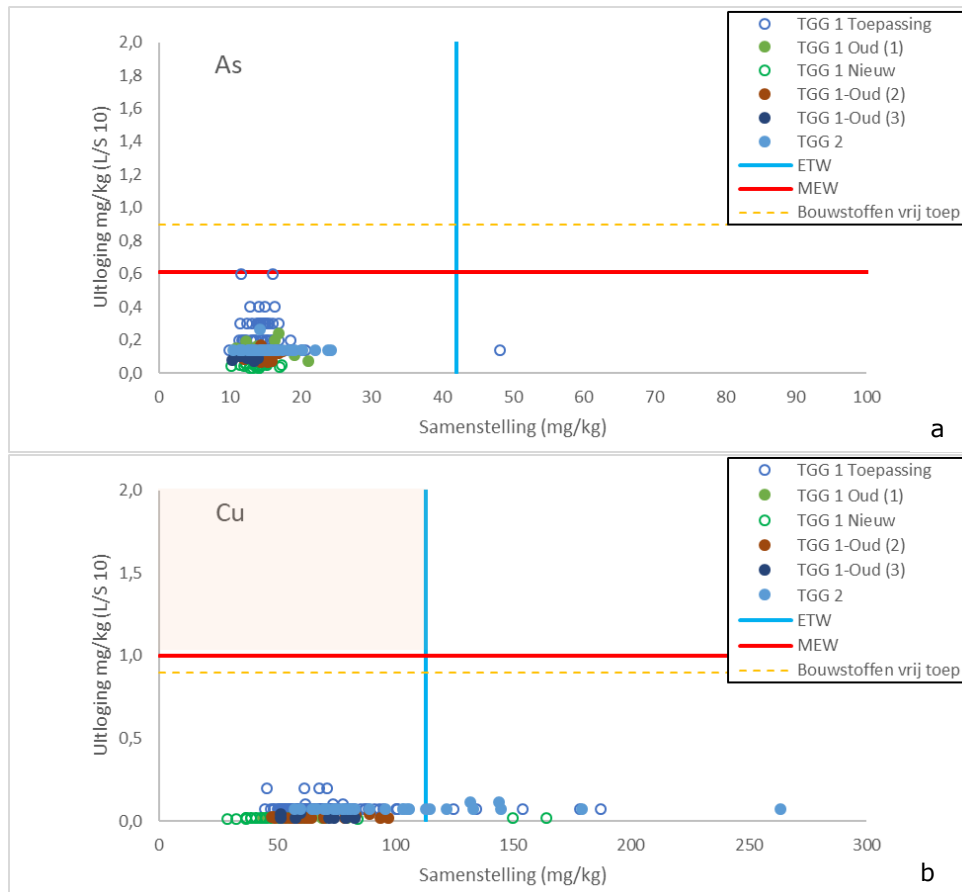 TGG 1 Toepassing
TGG 1 Oud (1)
TGG 1 Nieuw
TGG 1-Oud (2)
TGG 1-Oud (3)
TGG 2
ETW
MEW
Bouwstoffen vrij toep
As
Uitloging mg/kg (L/S 10)
2,0
1,8
1,6
1,4
1,2
1,0
0,8
0,6
0,4
0,2
0,0
0 10 20 30 40 50 60 70 80 90 100
Samenstelling (mg/kg)
a
TGG 1 Toepassing
TGG 1 Oud (1)
TGG 1 Nieuw
TGG 1-Oud (2)
TGG 1-Oud (3)
TGG 2
ETW
MEW
Bouwstoffen vrij toep
Cu
Uitloging mg/kg (L/S 10)
2,0
1,5
1,0
0,5
0,0
0 50 100 150 200 250 300
Samenstelling (mg/kg)
b